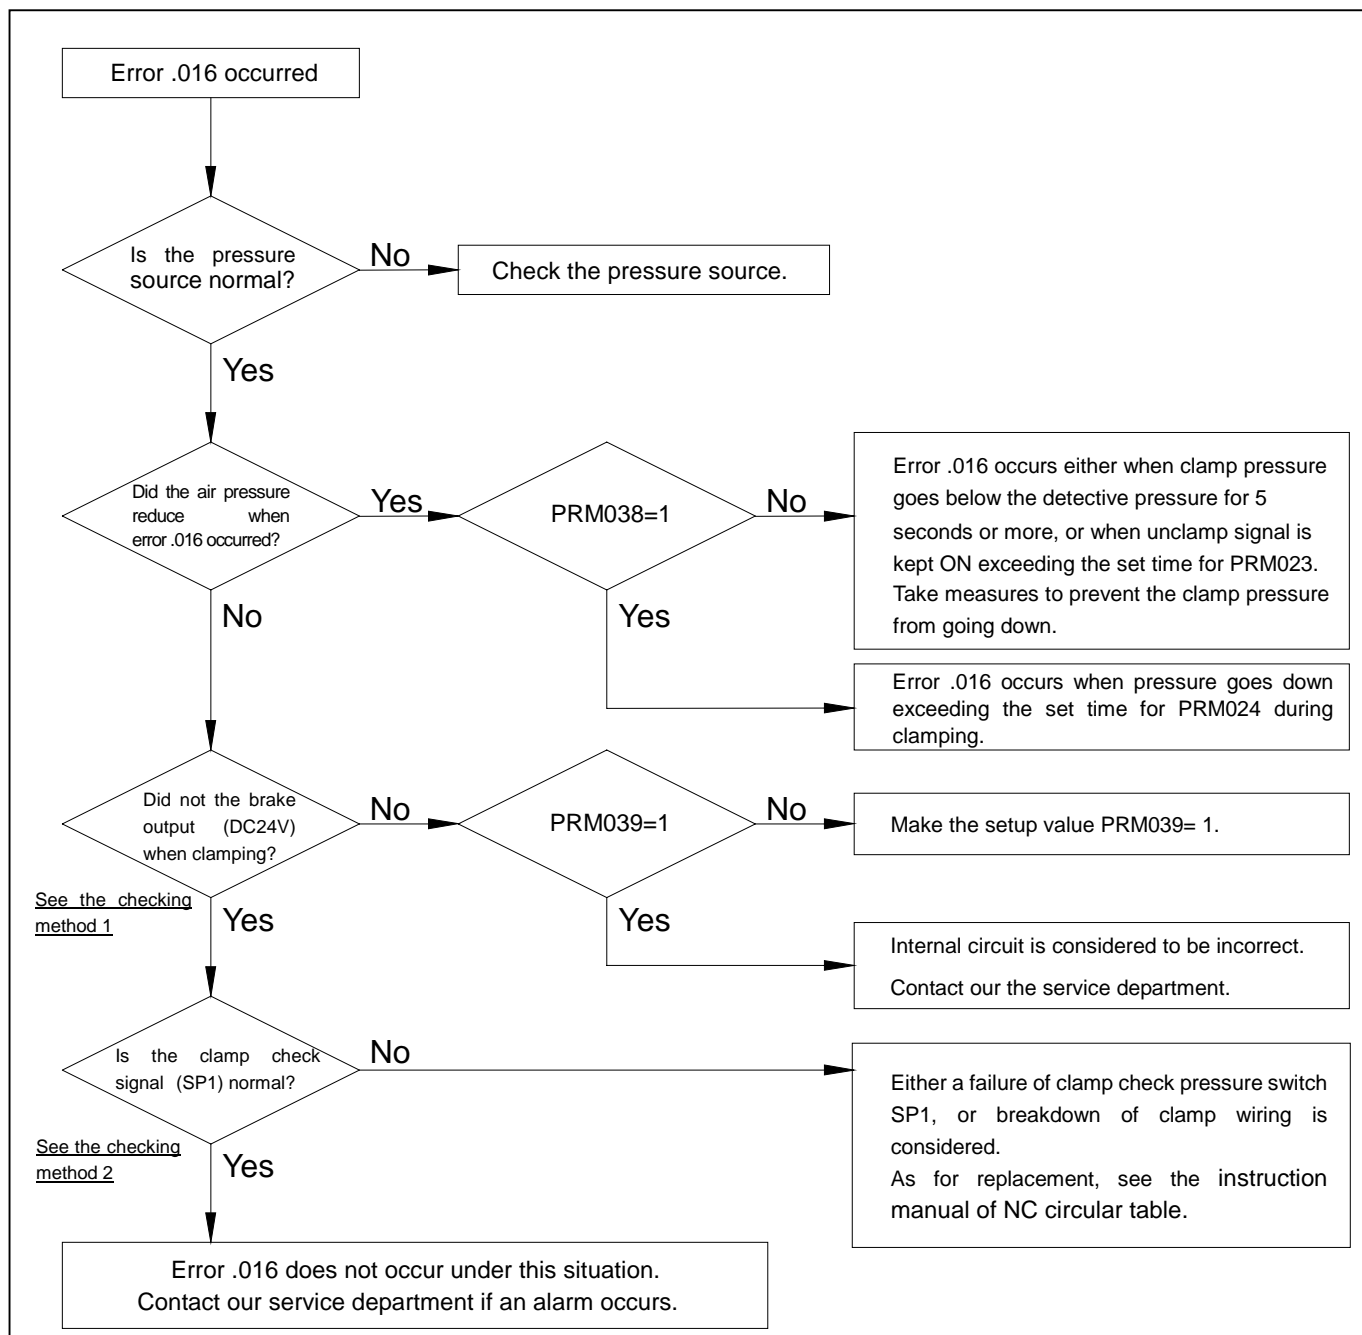 Error .016 occurred
Is the pressure
source normal?
No
Check the pressure source.
Yes
Did the air pressure
reduce when
error .016 occurred?
Yes
PRM038=1
No
Error .016 occurs either when clamp pressure
goes below the detective pressure for 5
seconds or more, or when unclamp signal is
kept ON exceeding the set time for PRM023.
Take measures to prevent the clamp pressure
from going down.
No
Yes
Error .016 occurs when pressure goes down
exceeding the set time for PRM024 during
clamping.
Did not the brake
output (DC24V)
when clamping?
No
PRM039=1
No
Make the setup value PRM039= 1.
See the checking
method 1
Yes
Yes
Internal circuit is considered to be incorrect.
Contact our the service department.
Is the clamp check
signal (SP1) normal?
No
Either a failure of clamp check pressure switch
SP1, or breakdown of clamp wiring is
considered.
As for replacement, see the instruction
manual of NC circular table.
See the checking
method 2
Yes
Error .016 does not occur under this situation.
Contact our service department if an alarm occurs.